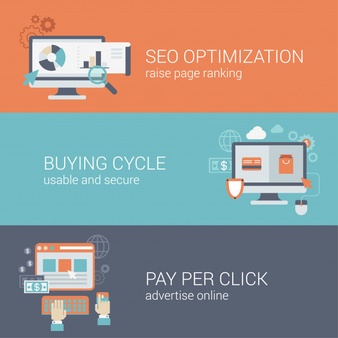 SEO OPTIMIZATION
raise page ranking
BUYING CYCLE
usable and secure
PAY PER CLICK
advertise online